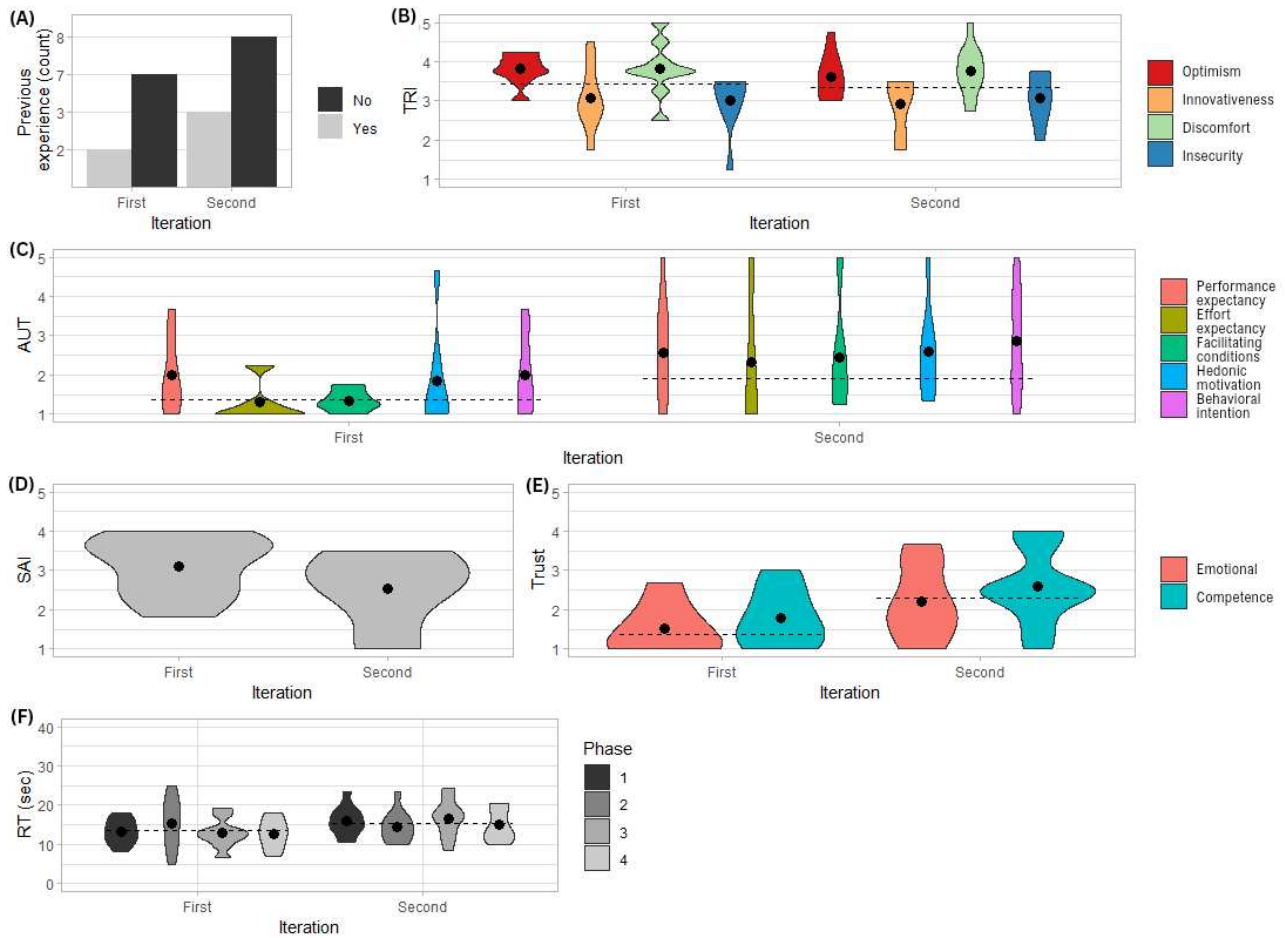 (A)
Previous
experience (count)
8
7
3
2
First
Second
Iteration
No
Yes
(B)
TRI
5
4
3
2
1
First
Second
Iteration
Optimism
Innovativeness
Discomfort
Insecurity
(C)
AUT
5
4
3
2
1
First
Second
Iteration
Performance
expectancy
Effort
expectancy
Facilitating
conditions
Hedonic
motivation
Behavioral
intention
(D)
SAI
5
4
3
2
1
First
Second
Iteration
(E)
Trust
5
4
3
2
1
First
Second
Iteration
Emotional
Competence
(F)
RT (sec)
40
30
20
10
0
First
Second
Iteration
Phase
1
2
3
4